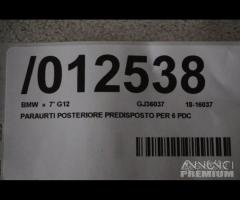 /012538
BMW » 7' G12 GJ36037 18-16037
PARAURTI POSTERIORE PREDISPOSTO PER 6 PDC
ANNUNCI
PREMIUM